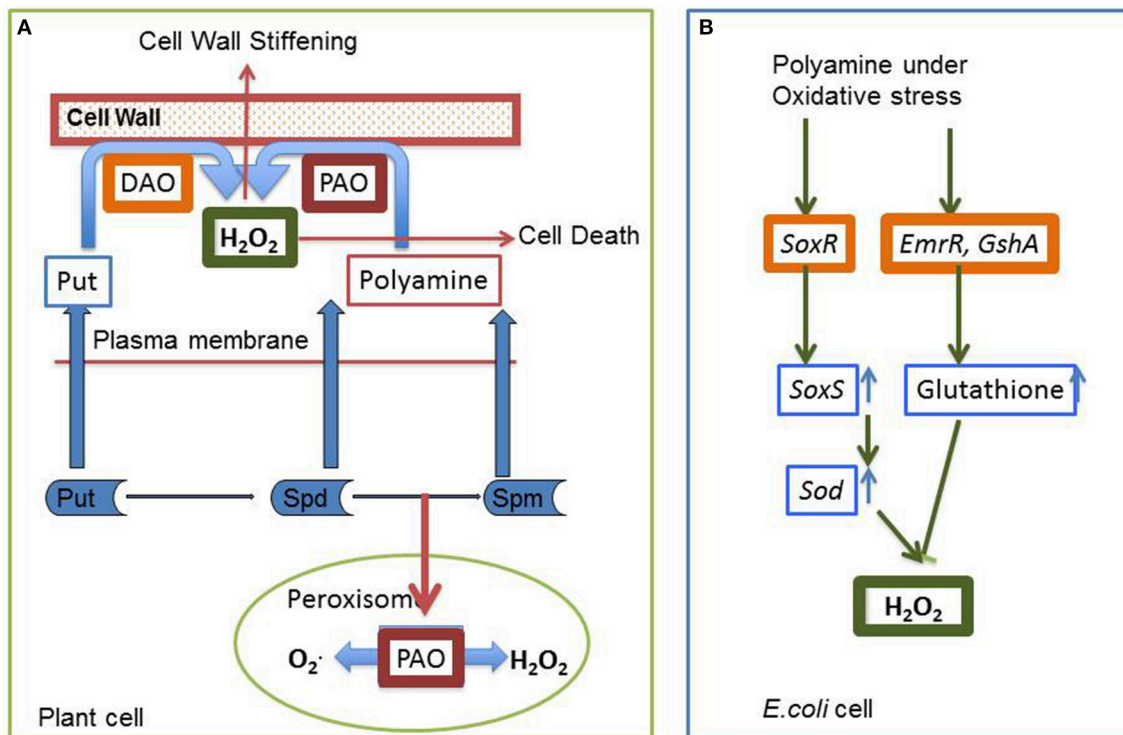 A
Cell Wall Stiffening
Cell Wall
DAO
PAO
H₂O₂
Cell Death
Put
Polyamine
Plasma membrane
Put
Spd
Spm
Peroxisome
O₂·
PAO
H₂O₂
Plant cell
B
Polyamine under
Oxidative stress
SoxR
EmrR, GshA
SoxS
Glutathione
Sod
H₂O₂
E.coli cell